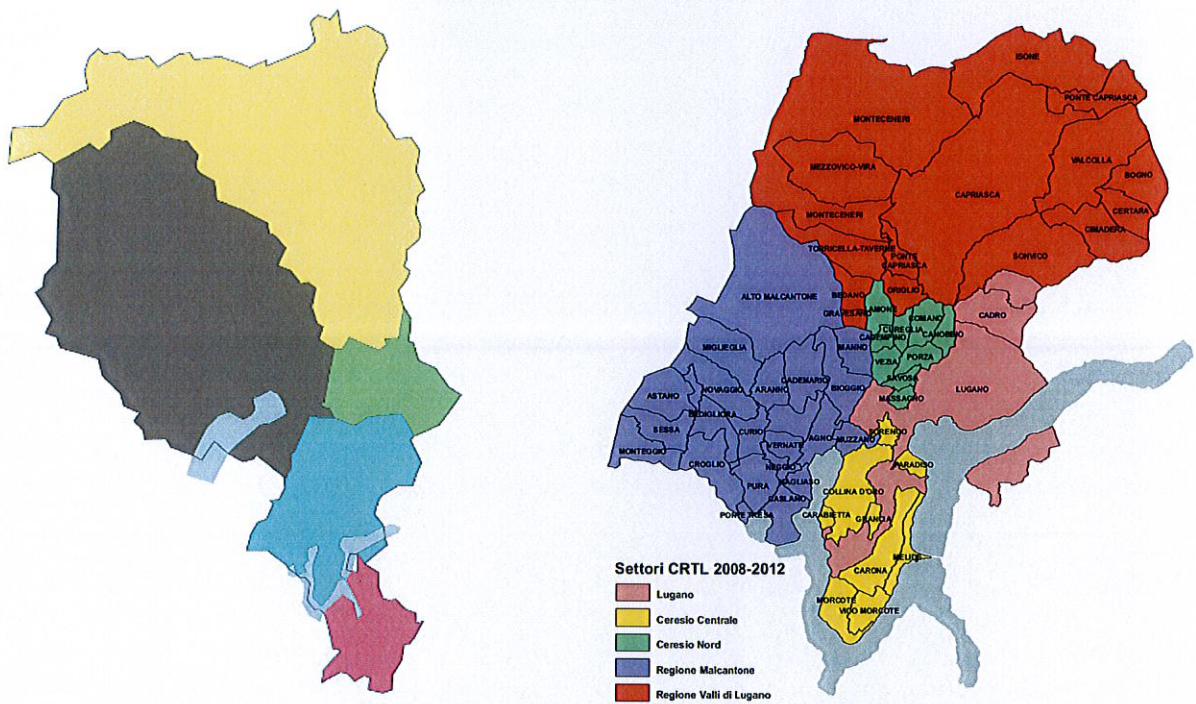 ISONE
PONTE CAPRIASCA
MONTECENERI
MEZZOVICO-VIRA
VALCOLLA
BOGNO
CAPRIASCA
CERTARA
MONTECENERI
CIMADERA
TORRICELLA-TAVERNE
PONTE
CAPRIASCA
SONVICO
ALTO MALCANTONE
BEDANO
ORIGLIO
GRAVESANO
LAMONE
COMANO
CADRO
CUREGLIA
CADEMPINO
CANOBBIO
MIGLIEGLIA
MANNO
VEZIA
PORZA
CADEMARIO
SAVOSA
ASTANO
NOVAGGIO
ARANNO
BIOGGIO
LUGANO
MASSAGNO
BEDIGLIORA
SESSA
CURIO
AGNO
MUZZANO
SORENGO
VERNATE
MONTEGGIO
CROGLIO
NEGGIO
PARADISO
MAGLIASO
PURA
COLLINA D'ORO
CASLANO
PONTE TRESA
CARABIETTA
GRANCIA
MELIDE
CARONA
MORCOTE
VICO MORCOTE
Settori CRTL 2008-2012
Lugano
Ceresio Centrale
Ceresio Nord
Regione Malcantone
Regione Valli di Lugano